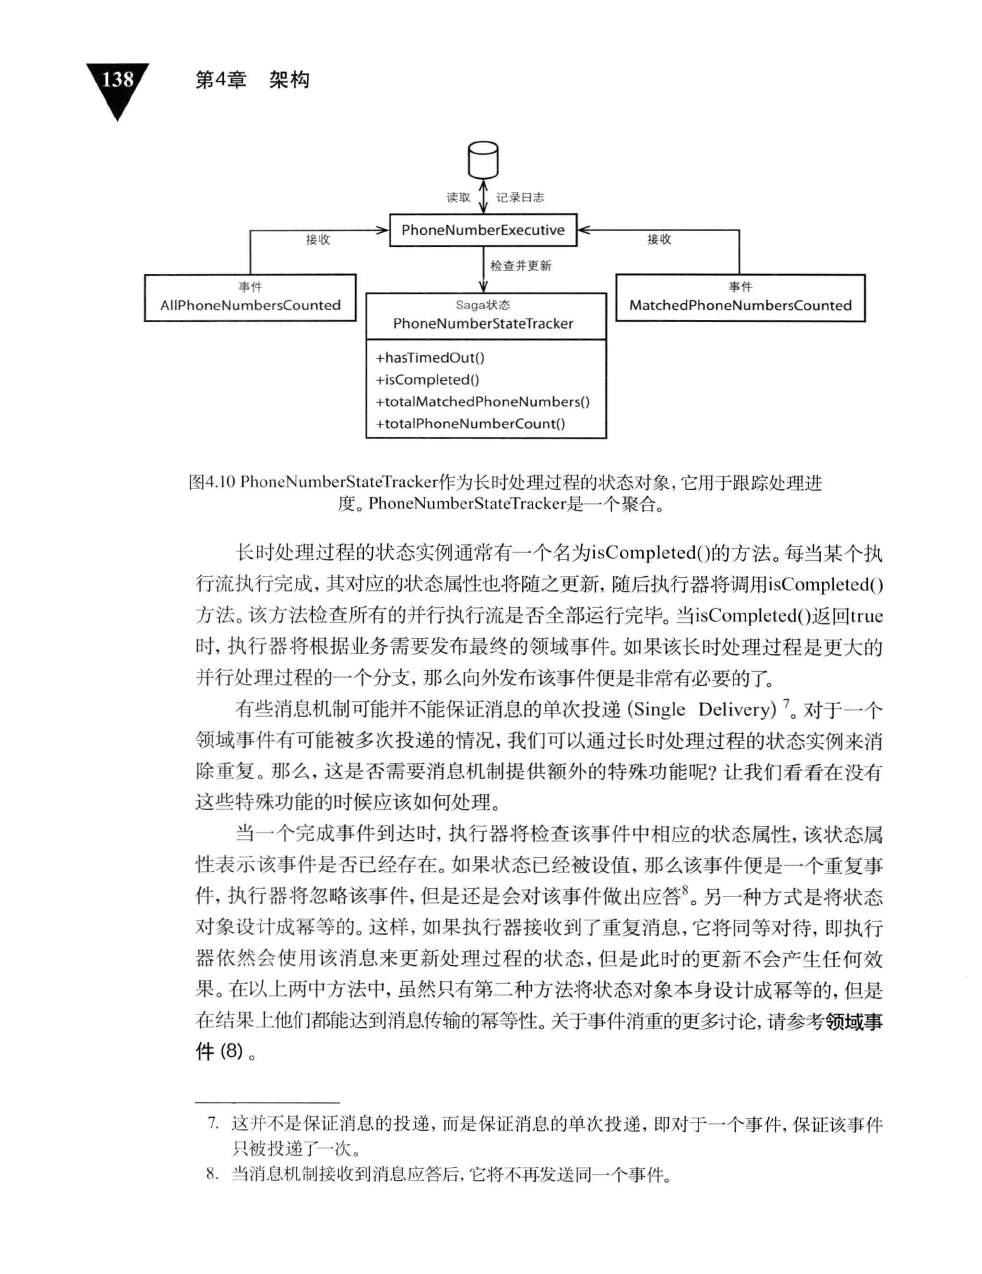 138
第4章 架构
读取 记录日志
PhoneNumberExecutive
接收
接收
检查并更新
事件
AllPhoneNumbersCounted
事件
MatchedPhoneNumbersCounted
Saga状态
PhoneNumberStateTracker
+hasTimedOut()
+isCompleted()
+totalMatchedPhoneNumbers()
+totalPhoneNumberCount()
图4.10 PhoneNumberStateTracker作为长时处理过程的状态对象，它用于跟踪处理进
度。PhoneNumberStateTracker是一个聚合。
长时处理过程的状态实例通常有一个名为isCompleted()的方法。每当某个执
行流执行完成，其对应的状态属性也将随之更新，随后执行器将调用isCompleted()
方法。该方法检查所有的并行执行流是否全部运行完毕。当isCompleted()返回true
时，执行器将根据业务需要发布最终的领域事件。如果该长时处理过程是更大的
并行处理过程的一个分支，那么向外发布该事件便是非常有必要的了。
有些消息机制可能并不能保证消息的单次投递 (Single Delivery) 7。对于一个
领域事件有可能被多次投递的情况，我们可以通过长时处理过程的状态实例来消
除重复。那么，这是否需要消息机制提供额外的特殊功能呢？让我们看看在没有
这些特殊功能的时候应该如何处理。
当一个完成事件到达时，执行器将检查该事件中相应的状态属性，该状态属
性表示该事件是否已经存在。如果状态已经被设值，那么该事件便是一个重复事
件，执行器将忽略该事件，但是还是会对该事件做出应答8。另一种方式是将状态
对象设计成幂等的。这样，如果执行器接收到了重复消息，它将同等对待，即执行
器依然会使用该消息来更新处理过程的状态，但是此时的更新不会产生任何效
果。在以上两中方法中，虽然只有第二种方法将状态对象本身设计成幂等的，但是
在结果上他们都能达到消息传输的幂等性。关于事件消重的更多讨论，请参考领域事
件 (8) 。
7. 这并不是保证消息的投递，而是保证消息的单次投递，即对于一个事件，保证该事件
只被投递了一次。
8. 当消息机制接收到消息应答后，它将不再发送同一个事件。